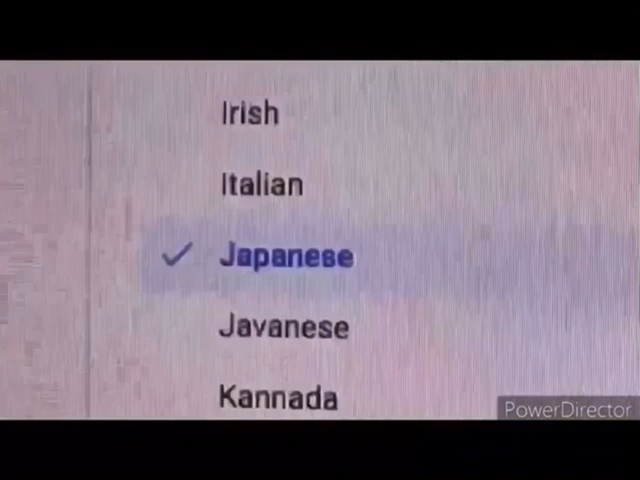 Irish
Italian
Japanese
Javanese
Kannada
PowerDirector